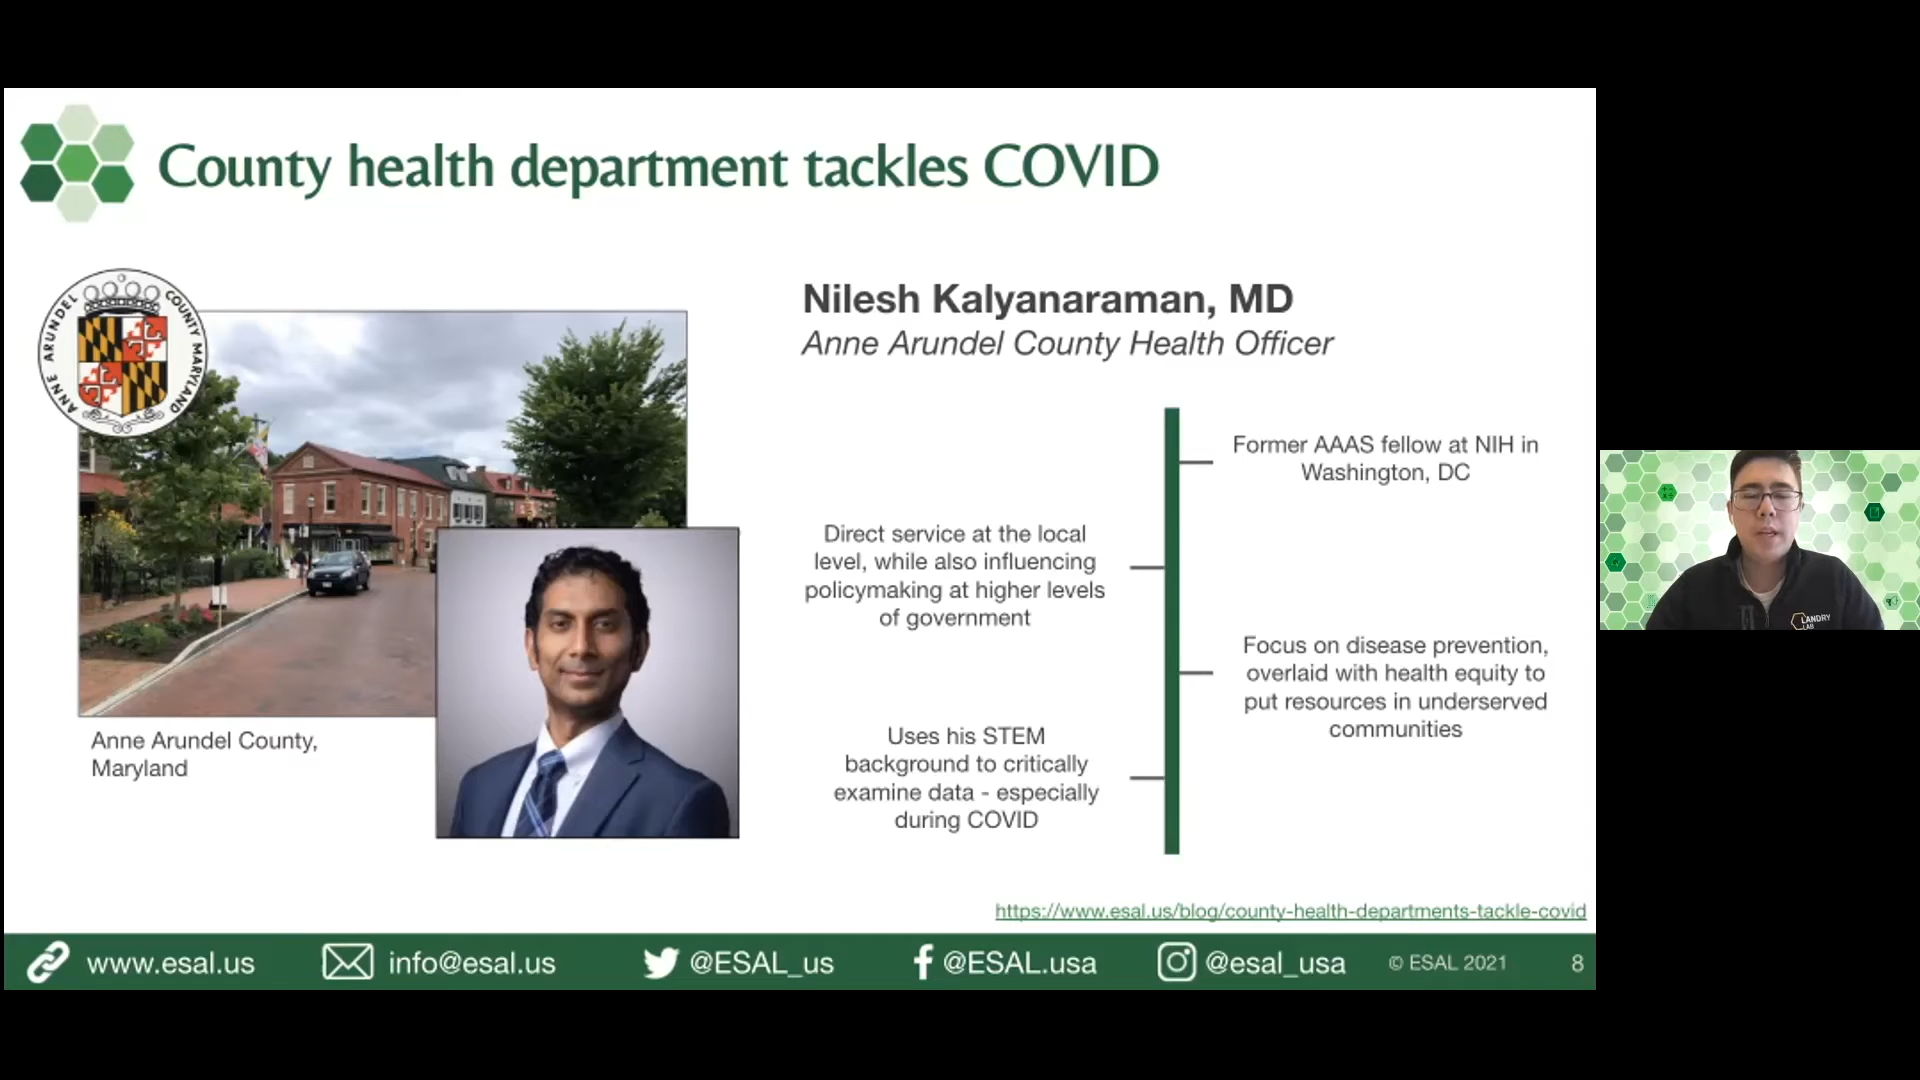 County health department tackles COVID
ANNE ARUNDEL COUNTY MARYLAND
Nilesh Kalyanaraman, MD
Anne Arundel County Health Officer
Former AAAS fellow at NIH in
Washington, DC
Direct service at the local
level, while also influencing
policymaking at higher levels
of government
Focus on disease prevention,
overlaid with health equity to
put resources in underserved
communities
Uses his STEM
background to critically
examine data - especially
during COVID
Anne Arundel County,
Maryland
https://www.esal.us/blog/county-health-departments-tackle-covid
www.esal.us
info@esal.us
@ESAL_us
@ESAL.usa
@esal_usa
© ESAL 2021
8
LANDRY
LAB